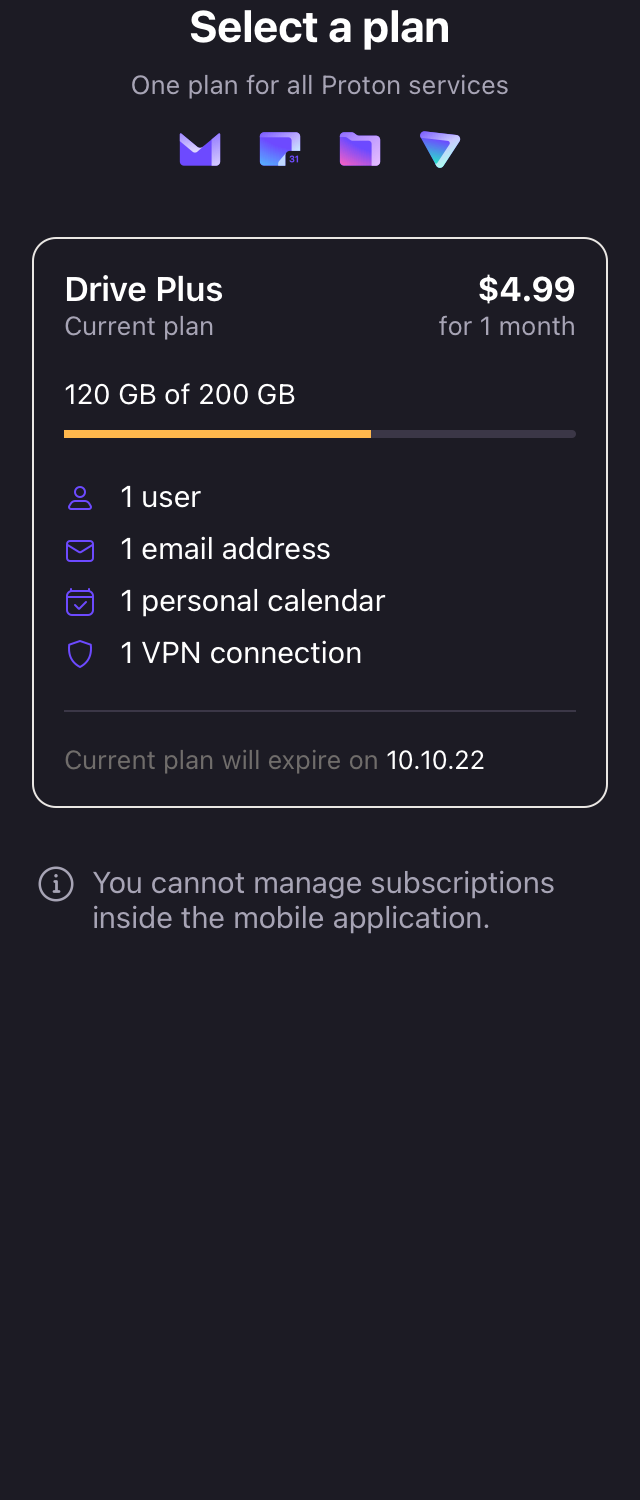 Select a plan
One plan for all Proton services
31
Drive Plus
$4.99
Current plan
for 1 month
120 GB of 200 GB
1 user
1 email address
1 personal calendar
1 VPN connection
Current plan will expire on 10.10.22
You cannot manage subscriptions
inside the mobile application.